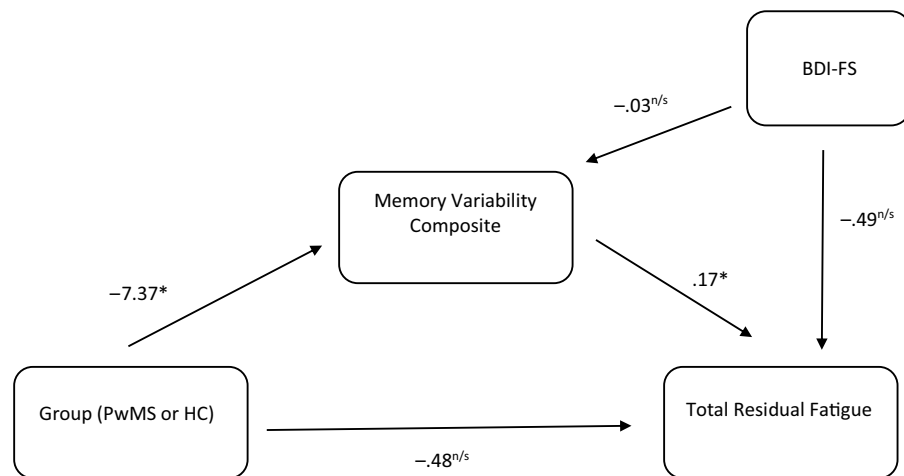 BDI-FS
–.03n/s
Memory Variability
Composite
–.49n/s
–7.37*
.17*
Group (PwMS or HC)
Total Residual Fatigue
–.48n/s